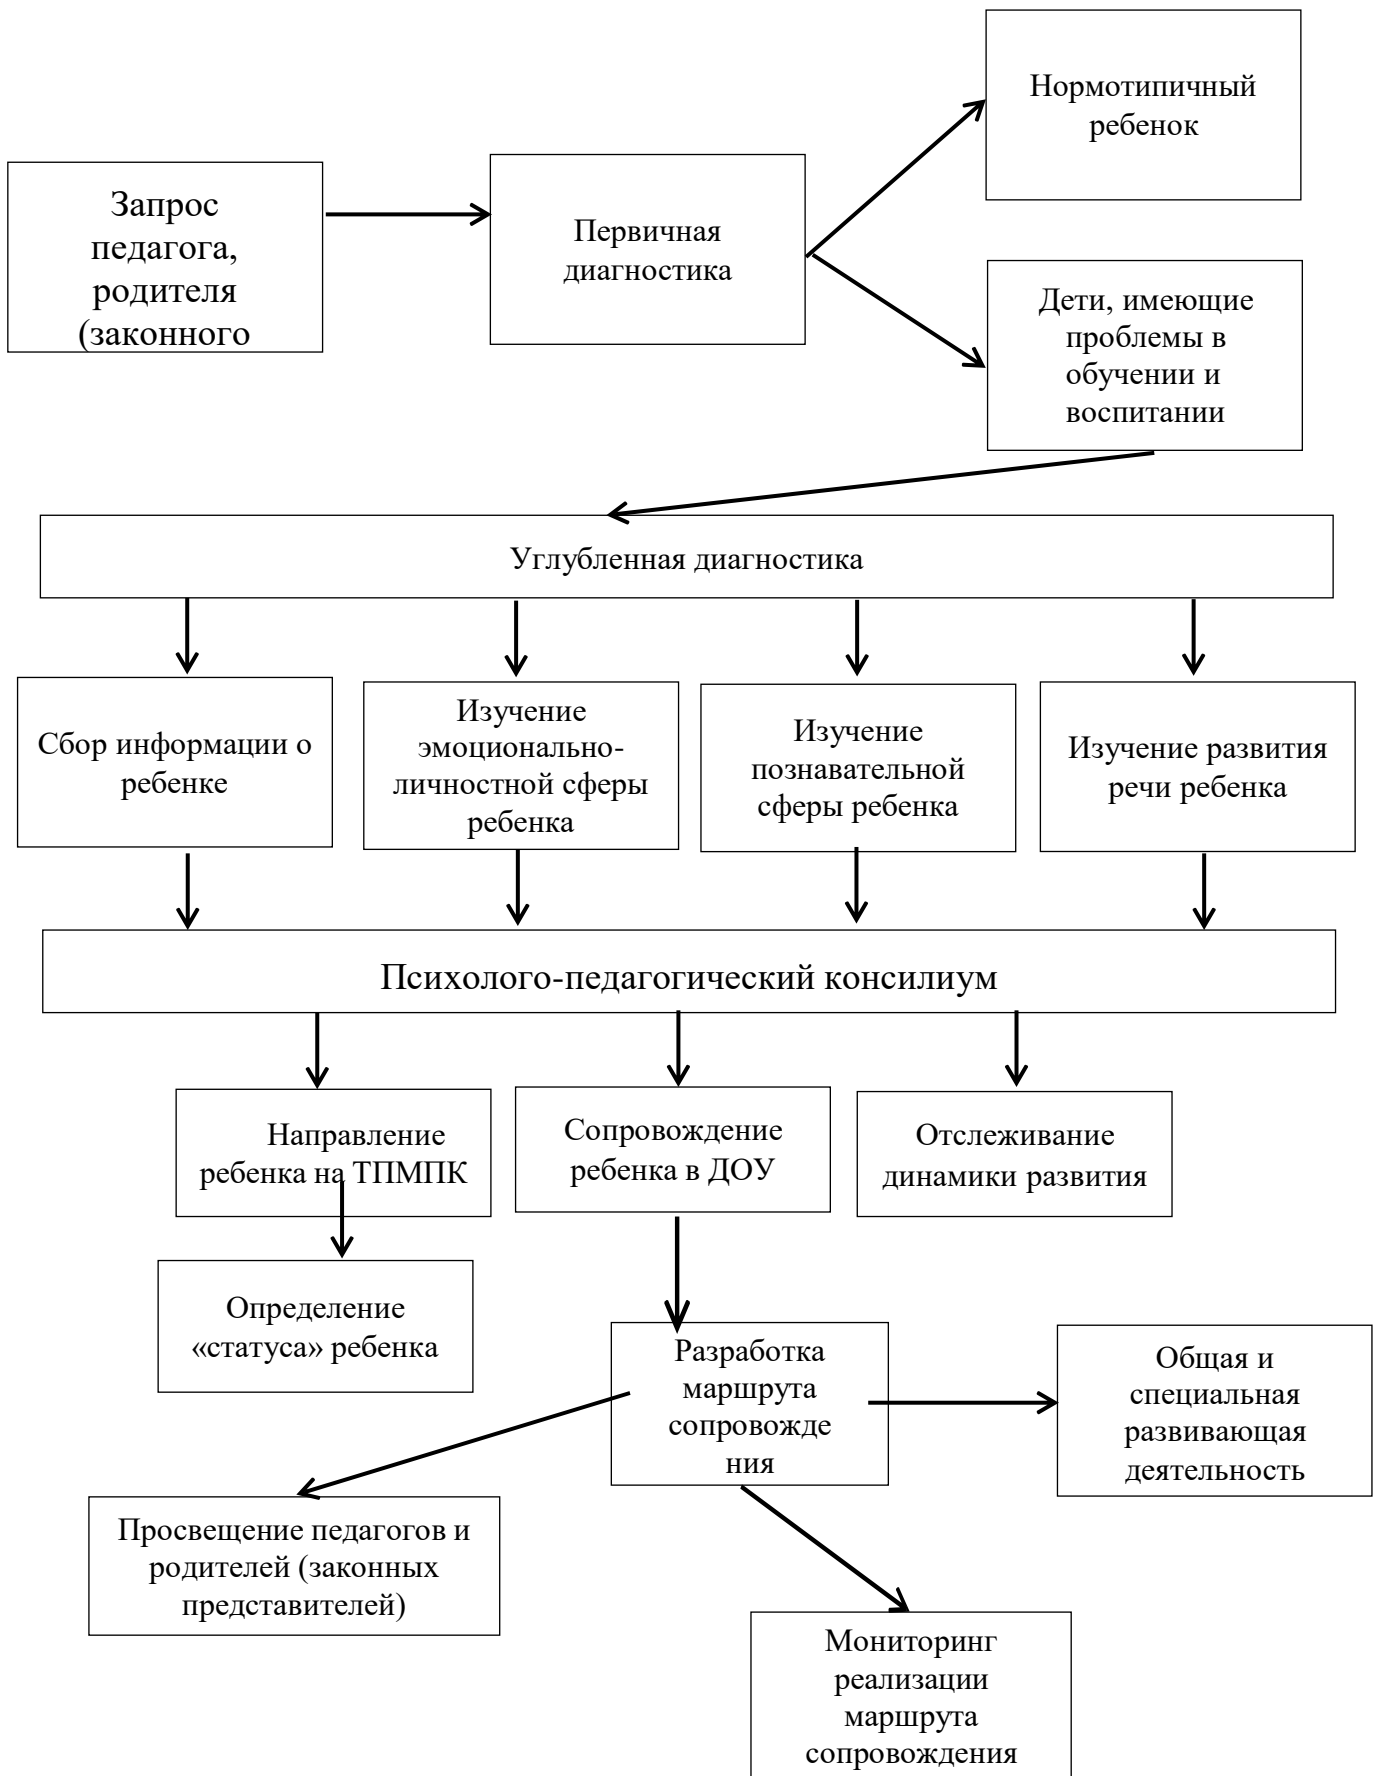 Нормотипичный
ребенок
Запрос
педагога,
родителя
(законного
Первичная
диагностика
Дети, имеющие
проблемы в
обучении и
воспитании
Углубленная диагностика
Сбор информации о
ребенке
Изучение
эмоционально-
личностной сферы
ребенка
Изучение
познавательной
сферы ребенка
Изучение развития
речи ребенка
Психолого-педагогический консилиум
Направление
ребенка на ТПМПК
Сопровождение
ребенка в ДОУ
Отслеживание
динамики развития
Определение
«статуса» ребенка
Разработка
маршрута
сопровожде
ния
Общая и
специальная
развивающая
деятельность
Просвещение педагогов и
родителей (законных
представителей)
Мониторинг
реализации
маршрута
сопровождения